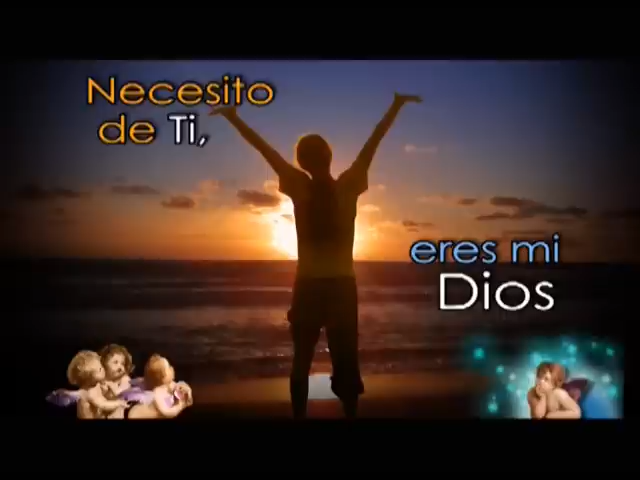 Necesito
de Ti,
eres mi
Dios